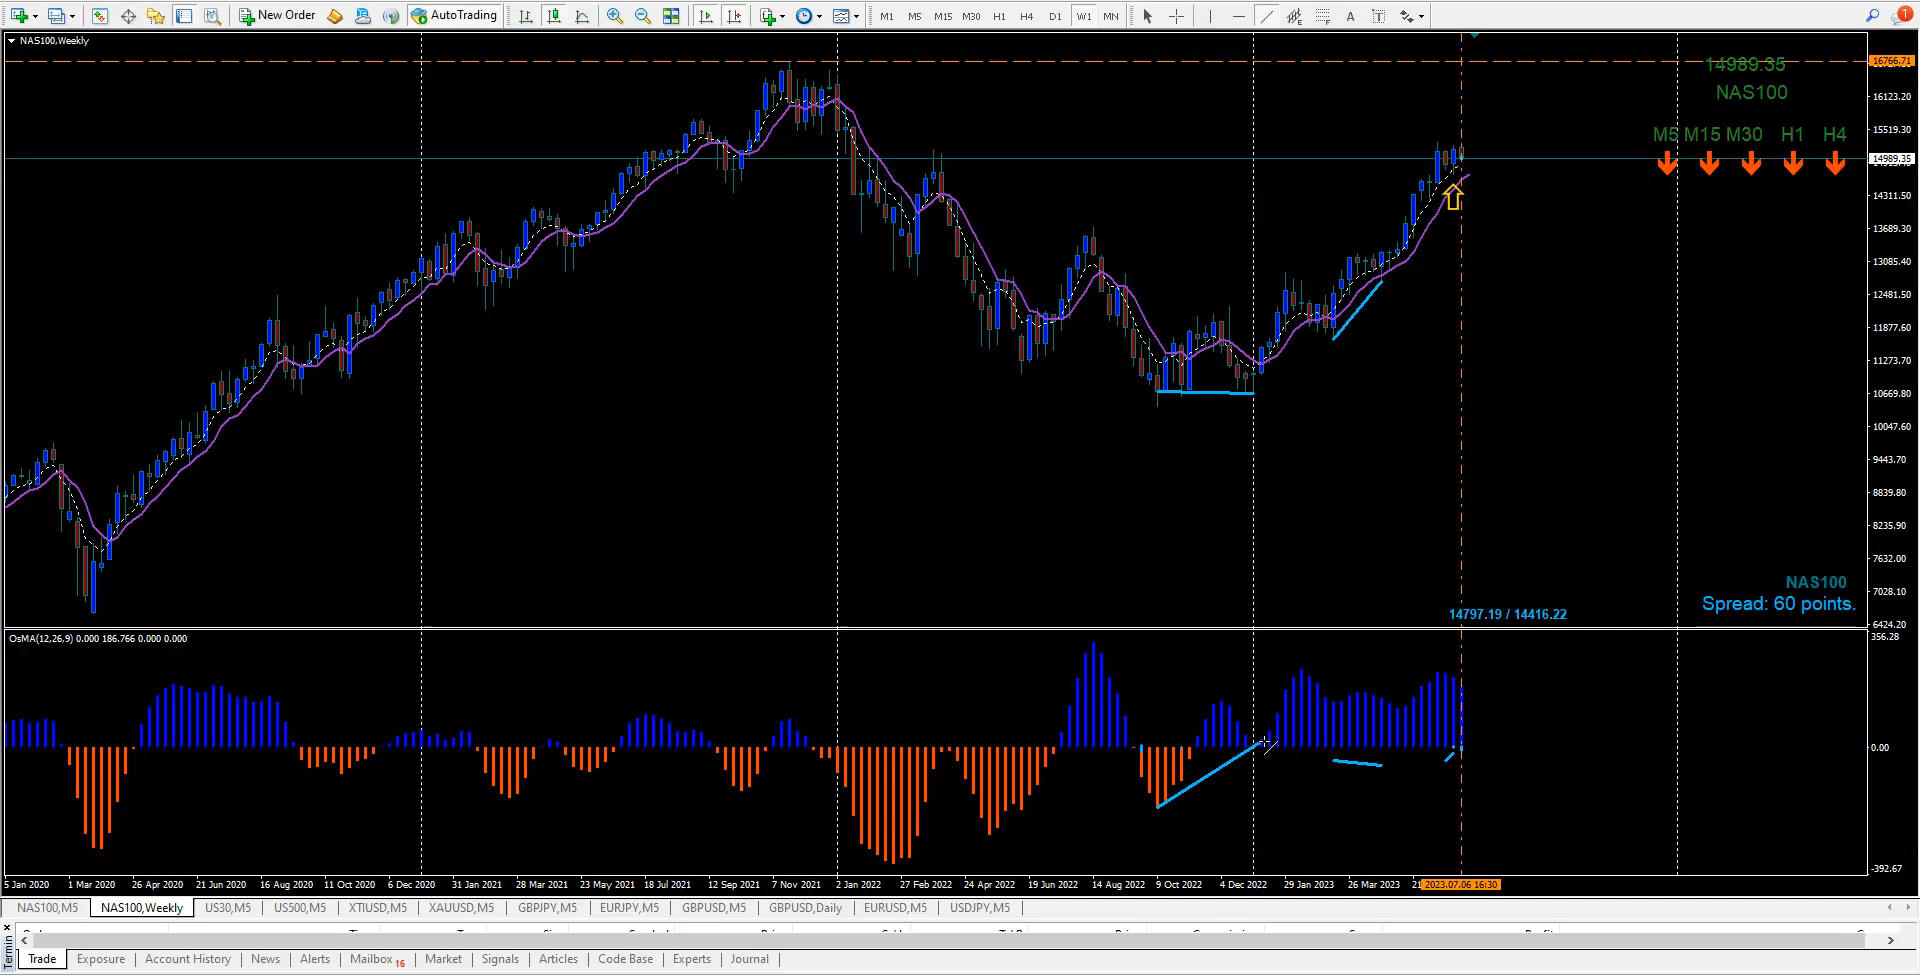 New Order AutoTrading M1 M5 M15 M30 H1 H4 D1 W1 MN A T 1
NAS100,Weekly
16766.71
14989.35
NAS100
16123.20
15519.30
M5 M15 M30 H1 H4
14989.35
14311.50
13689.30
13085.40
12481.50
11877.60
11273.70
10669.80
10047.60
9443.70
8839.80
8235.90
7632.00
7028.10
NAS100
Spread: 60 points.
14797.19 / 14416.22
6424.20
OsMA(12,26,9) 0.000 186.766 0.000 0.000
356.28
0.00
-392.67
5 Jan 2020 1 Mar 2020 26 Apr 2020 21 Jun 2020 16 Aug 2020 11 Oct 2020 6 Dec 2020 31 Jan 2021 28 Mar 2021 23 May 2021 18 Jul 2021 12 Sep 2021 7 Nov 2021 2 Jan 2022 27 Feb 2022 24 Apr 2022 19 Jun 2022 14 Aug 2022 9 Oct 2022 4 Dec 2022 29 Jan 2023 26 Mar 2023 21 2023.07.06 16:30
NAS100,M5 NAS100,Weekly US30,M5 US500,M5 XTIUSD,M5 XAUUSD,M5 GBPJPY,M5 EURJPY,M5 GBPUSD,M5 GBPUSD,Daily EURUSD,M5 USDJPY,M5
Termin
Trade Exposure Account History News Alerts Mailbox 16 Market Signals Articles Code Base Experts Journal